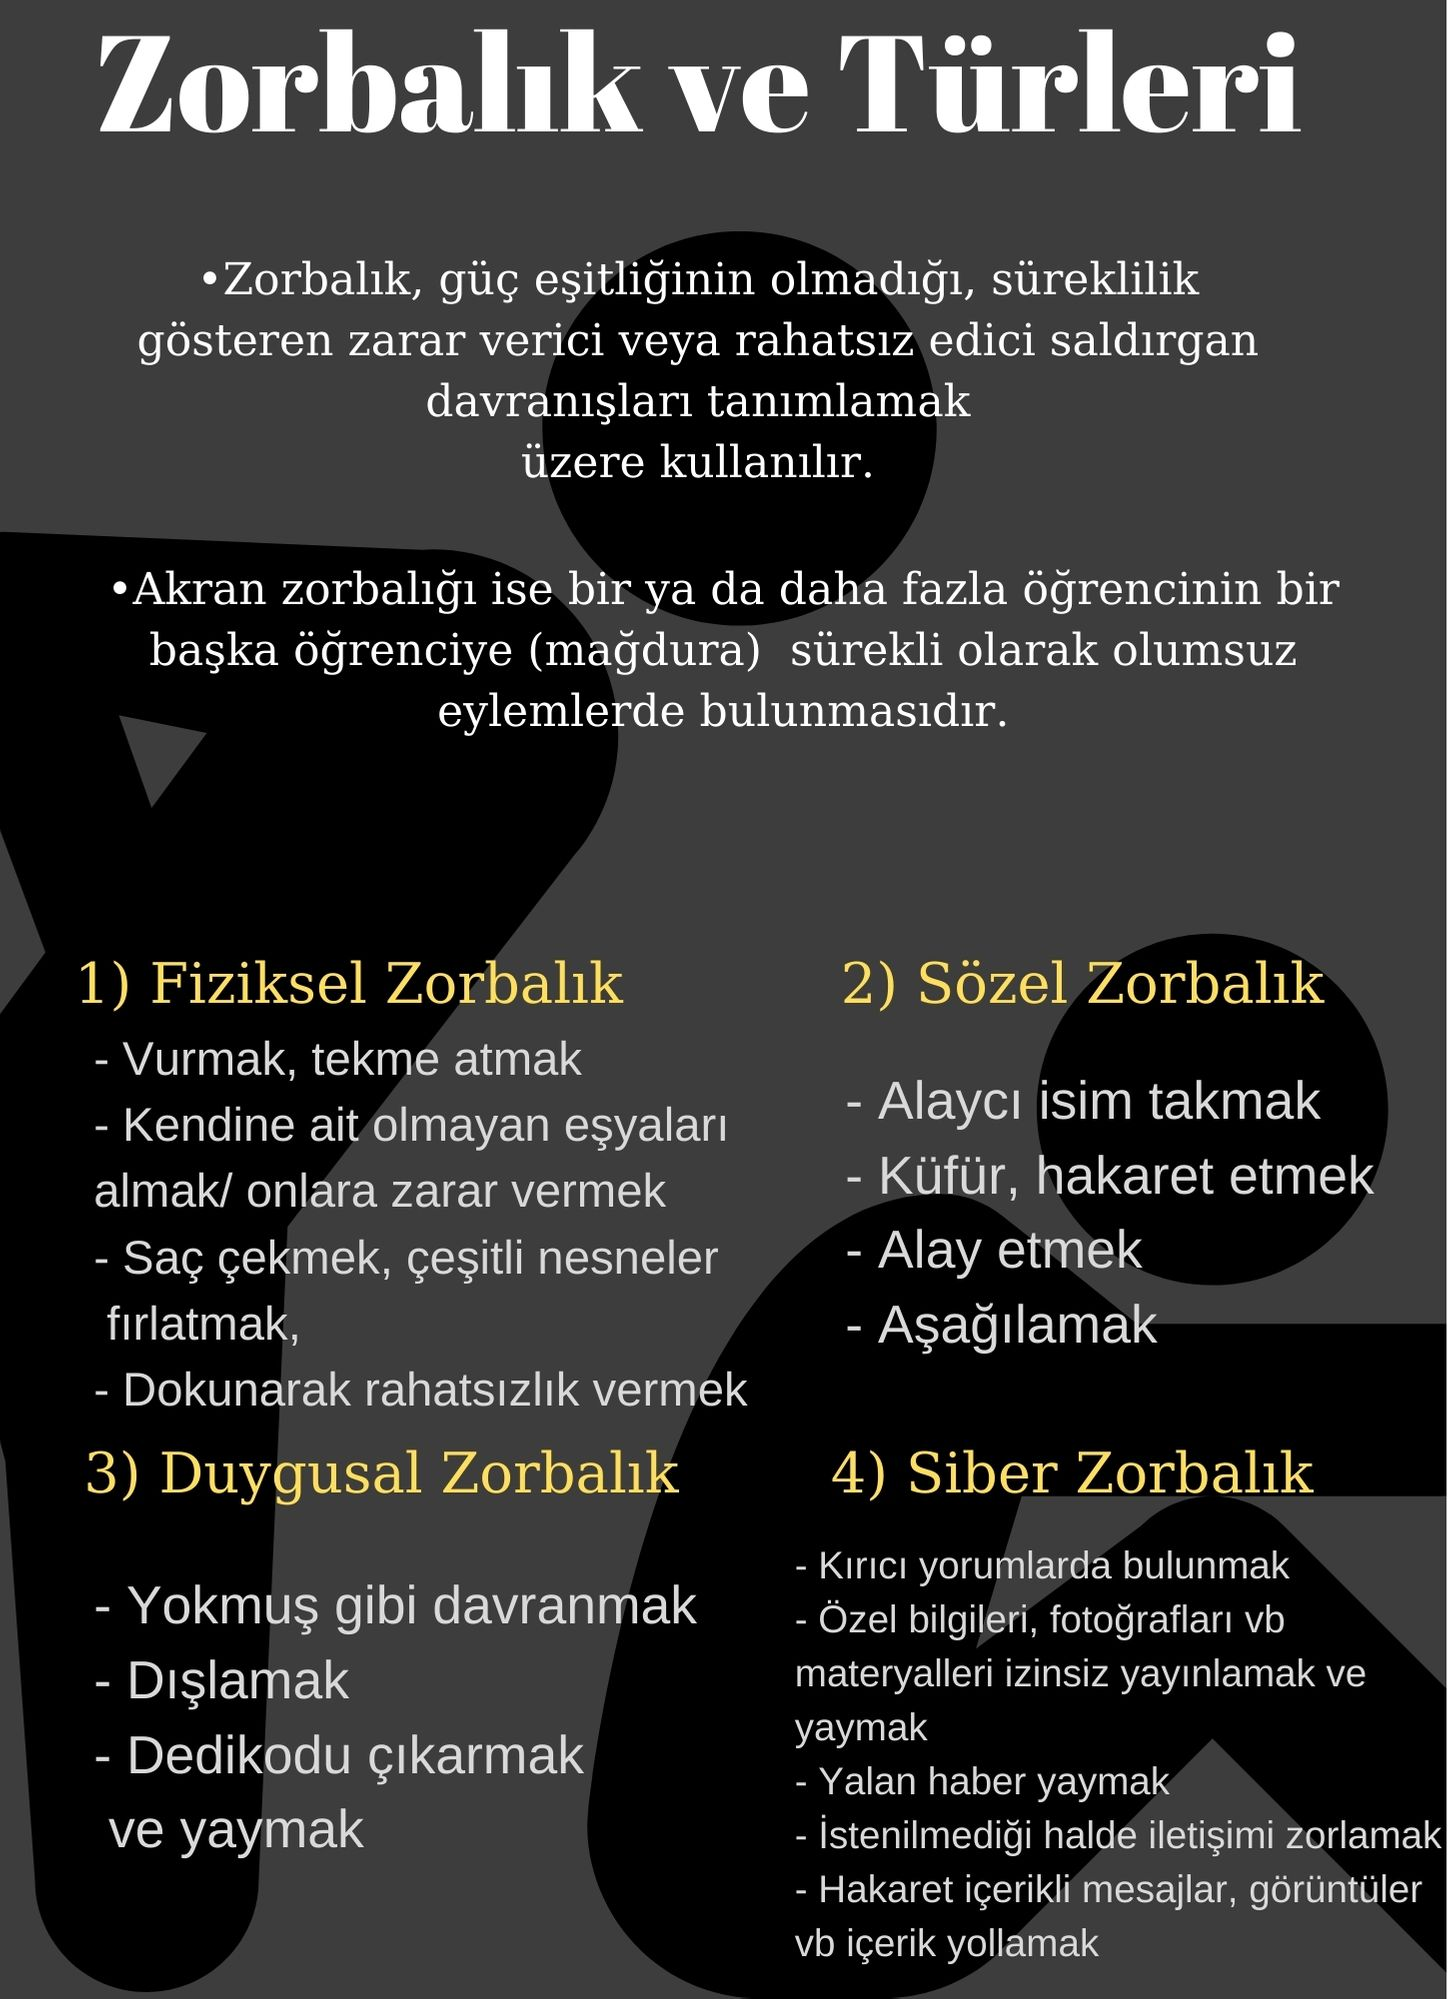 Zorbalık ve Türleri
•Zorbalık, güç eşitliğinin olmadığı, süreklilik
gösteren zarar verici veya rahatsız edici saldırgan
davranışları tanımlamak
üzere kullanılır.
•Akran zorbalığı ise bir ya da daha fazla öğrencinin bir
başka öğrenciye (mağdura) sürekli olarak olumsuz
eylemlerde bulunmasıdır.
1) Fiziksel Zorbalık
- Vurmak, tekme atmak
- Kendine ait olmayan eşyaları
almak/ onlara zarar vermek
- Saç çekmek, çeşitli nesneler
fırlatmak,
- Dokunarak rahatsızlık vermek
2) Sözel Zorbalık
- Alaycı isim takmak
- Küfür, hakaret etmek
- Alay etmek
- Aşağılamak
3) Duygusal Zorbalık
- Yokmuş gibi davranmak
- Dışlamak
- Dedikodu çıkarmak
ve yaymak
4) Siber Zorbalık
- Kırıcı yorumlarda bulunmak
- Özel bilgileri, fotoğrafları vb
materyalleri izinsiz yayınlamak ve
yaymak
- Yalan haber yaymak
- İstenilmediği halde iletişimi zorlamak
- Hakaret içerikli mesajlar, görüntüler
vb içerik yollamak